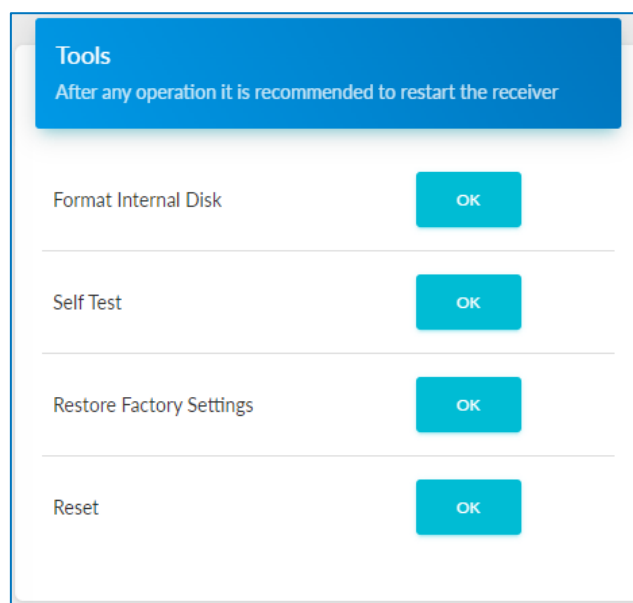 Tools
After any operation it is recommended to restart the receiver
Format Internal Disk
OK
Self Test
OK
Restore Factory Settings
OK
Reset
OK